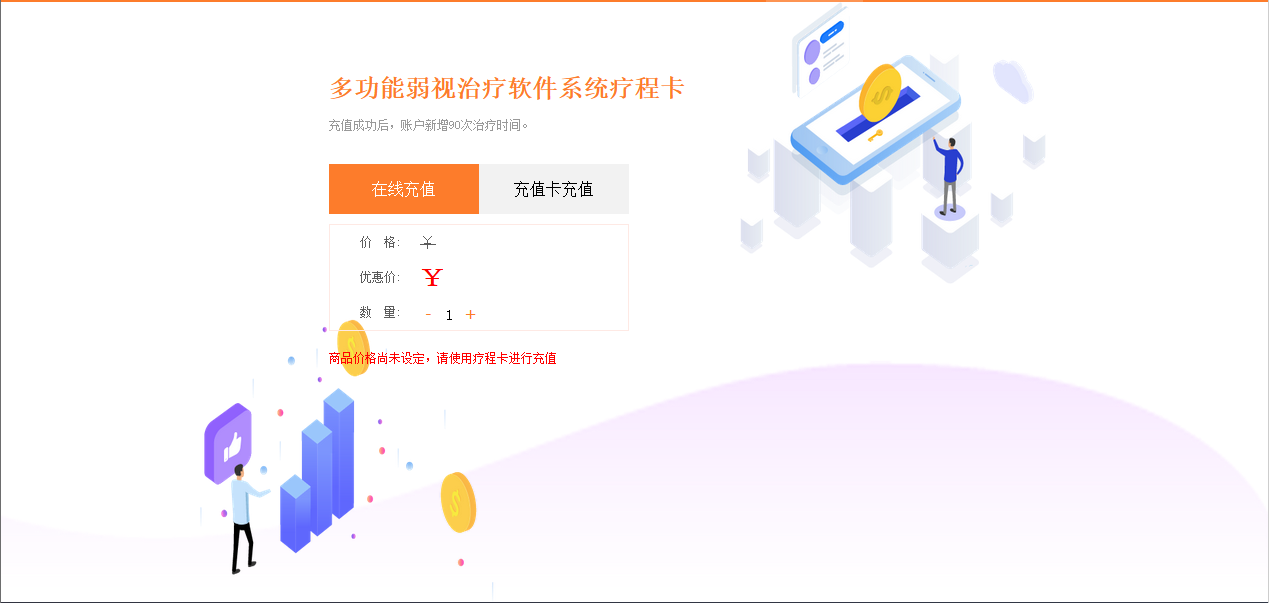 多功能弱视治疗软件系统疗程卡
充值成功后，账户新增90次治疗时间。
在线充值 充值卡充值
价 格: ￥
优惠价: ￥
数 量: - 1 +
商品价格尚未设定，请使用疗程卡进行充值